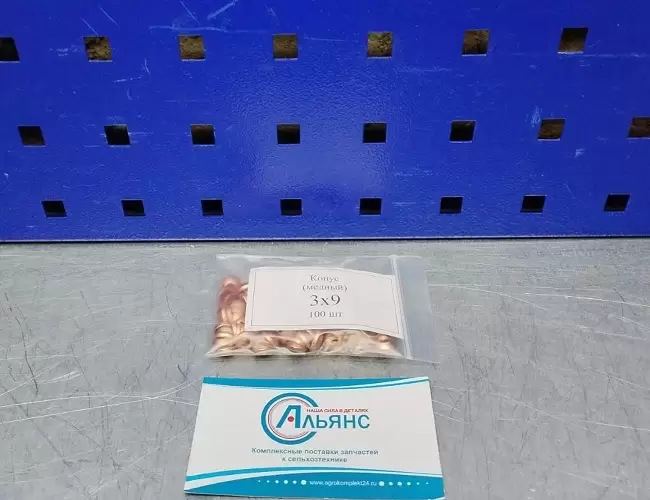 Конус
(медный)
3х9
100 шт
НАША СИЛА В ДЕТАЛЯХ
Альянс
Комплексные поставки запчастей
к сельхозтехнике
www.agrokomplekt24.ru